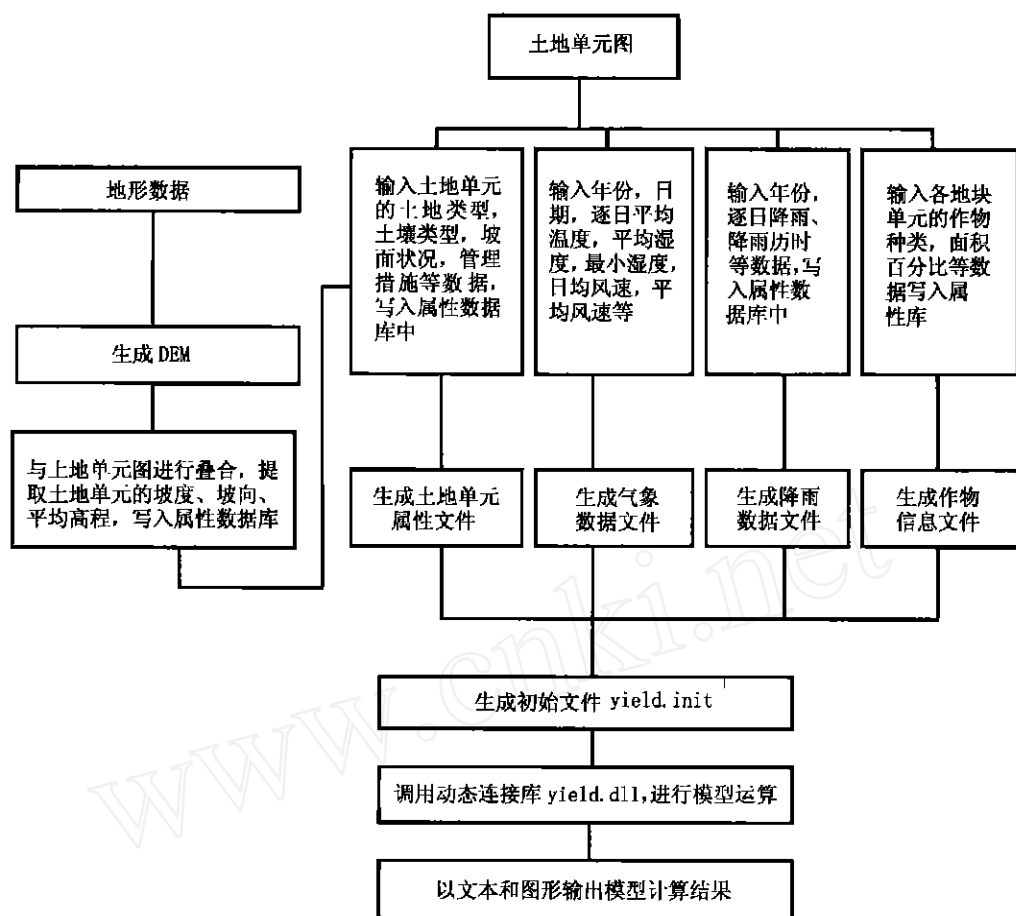 土地单元图
地形数据
生成 DEM
与土地单元图进行叠合，提
取土地单元的坡度、坡向、
平均高程，写入属性数据库
输入土地单元
的土地类型，
土壤类型，坡
面状况，管理
措施等数据，
写入属性数据
库中
输入年份，日
期，逐日平均
温度，平均湿
度，最小湿度，
日均风速，平
均风速等
输入年份，
逐日降雨、
降雨历时
等数据，写
入属性数
据库中
输入各地块
单元的作物
种类，面积
百分比等数
据写入属
性库
生成土地单元
属性文件
生成气象
数据文件
生成降雨
数据文件
生成作物
信息文件
生成初始文件 yield.init
调用动态连接库 yield.dll,进行模型运算
以文本和图形输出模型计算结果
www.cnki.net